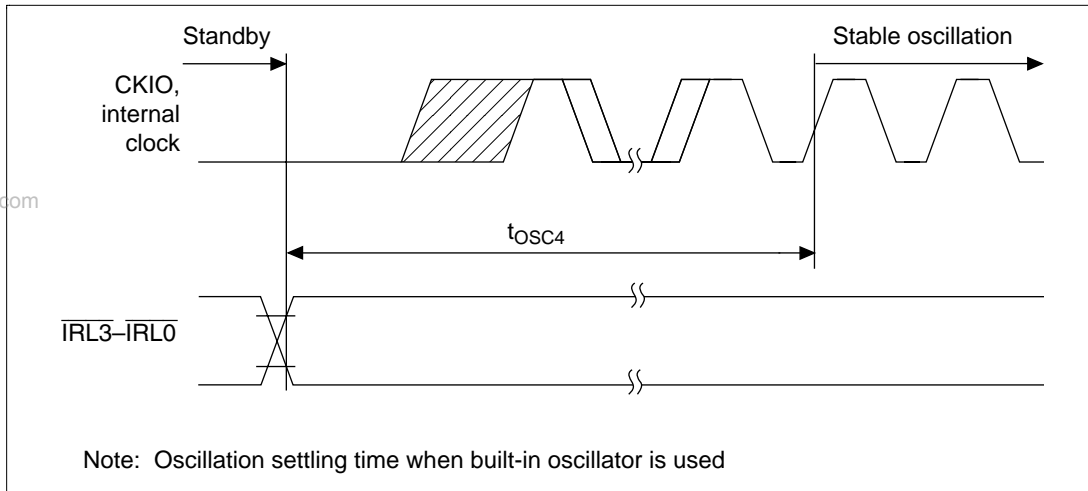 Standby
Stable oscillation
CKIO,
internal
clock
com
tOSC4
IRL3–IRL0
Note: Oscillation settling time when built-in oscillator is used